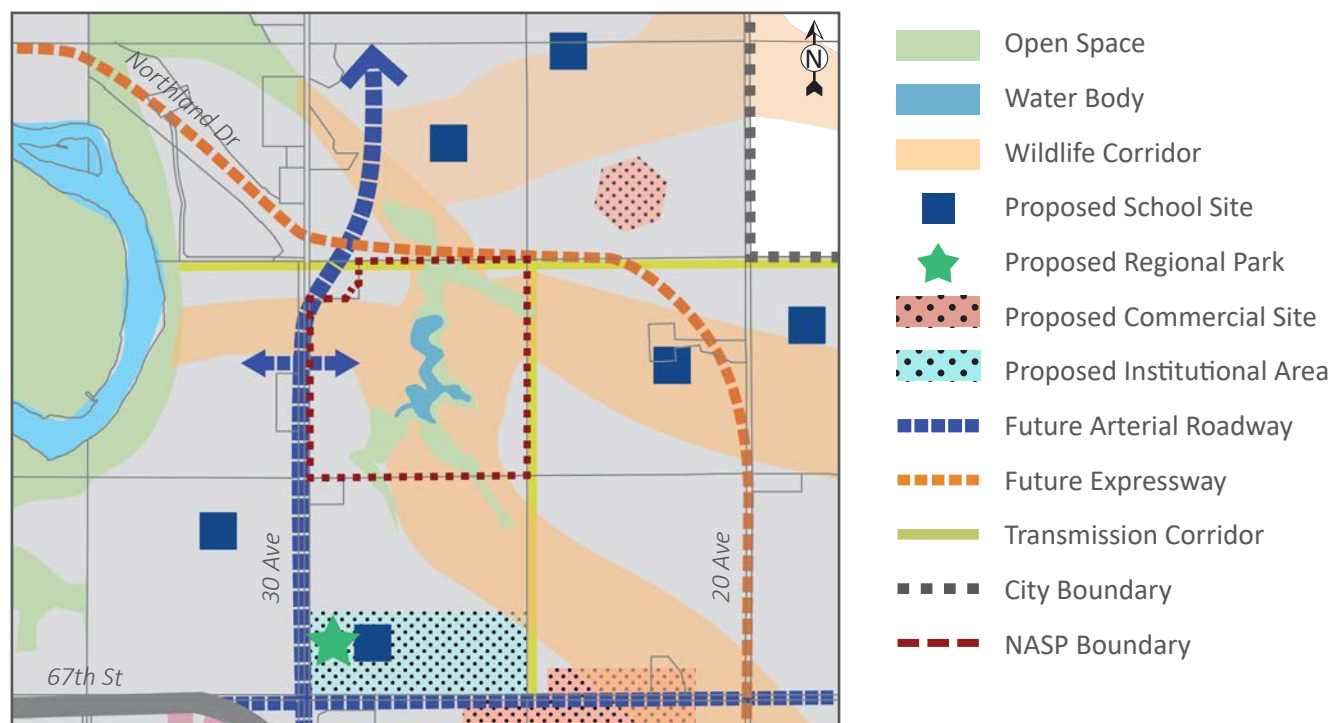 Northland Dr
N
30 Ave
20 Ave
67th St
Open Space
Water Body
Wildlife Corridor
Proposed School Site
Proposed Regional Park
Proposed Commercial Site
Proposed Institutional Area
Future Arterial Roadway
Future Expressway
Transmission Corridor
City Boundary
NASP Boundary